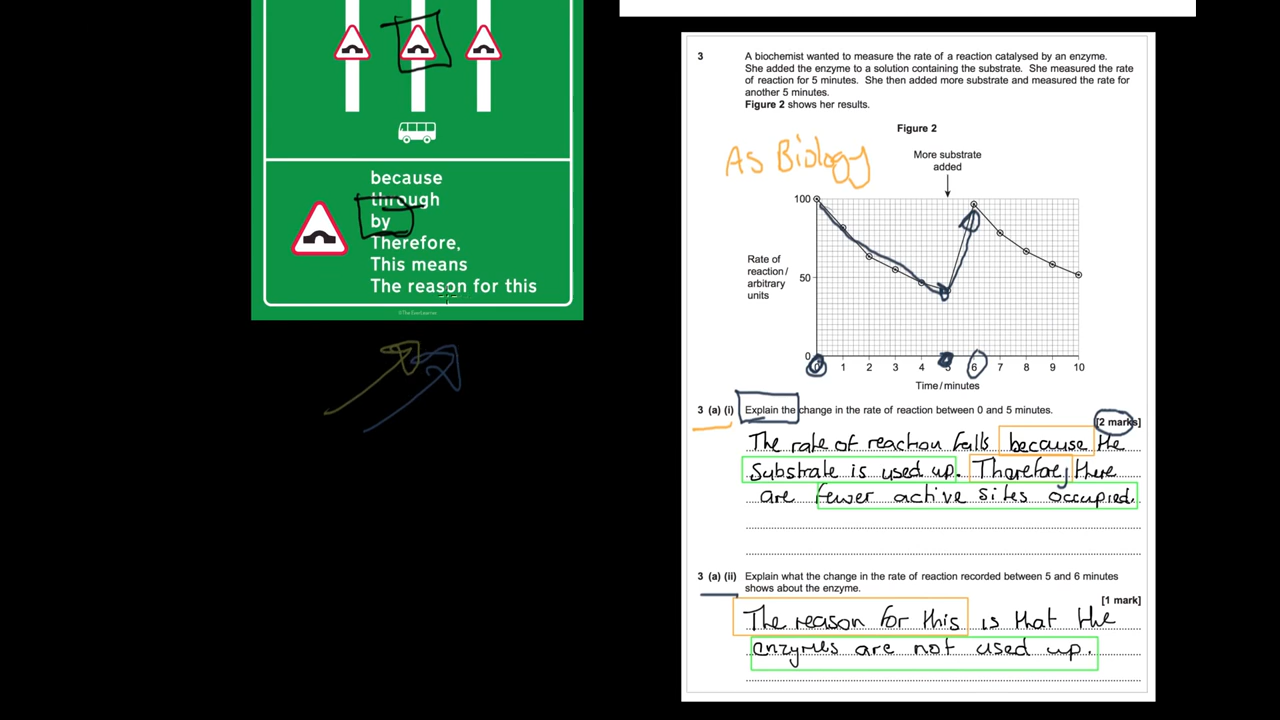 because
through
by
Therefore,
This means
The reason for this
3 A biochemist wanted to measure the rate of a reaction catalysed by an enzyme.
She added the enzyme to a solution containing the substrate. She measured the rate
of reaction for 5 minutes. She then added more substrate and measured the rate for
another 5 minutes.
Figure 2 shows her results.
Figure 2
As Biology
More substrate
added
100
50
0
Rate of
reaction /
arbitrary
units
0 1 2 3 4 5 6 7 8 9 10
Time / minutes
3 (a) (i) Explain the change in the rate of reaction between 0 and 5 minutes.
[2 marks]
The rate of reaction falls because the
substrate is used up. Therefore, there
are fewer active sites occupied.
3 (a) (ii) Explain what the change in the rate of reaction recorded between 5 and 6 minutes
shows about the enzyme.
[1 mark]
The reason for this is that the
enzymes are not used up.